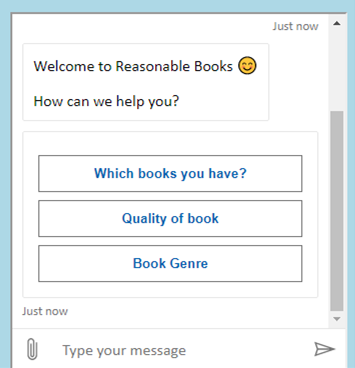 Just now
Welcome to Reasonable Books 😊
How can we help you?
Which books you have?
Quality of book
Book Genre
Just now
Type your message